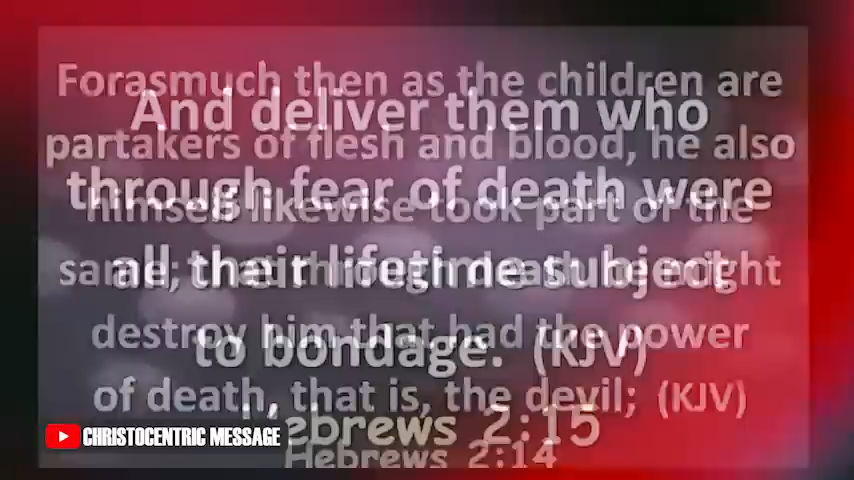 Forasmuch then as the children are
partakers of flesh and blood, he also
himself likewise took part of the
same; that through death he might
destroy him that had the power
of death, that is, the devil; (KJV)
Hebrews 2:14
And deliver them who
through fear of death were
all their lifetime subject
to bondage. (KJV)
Hebrews 2:15
CHRISTOCENTRIC MESSAGE